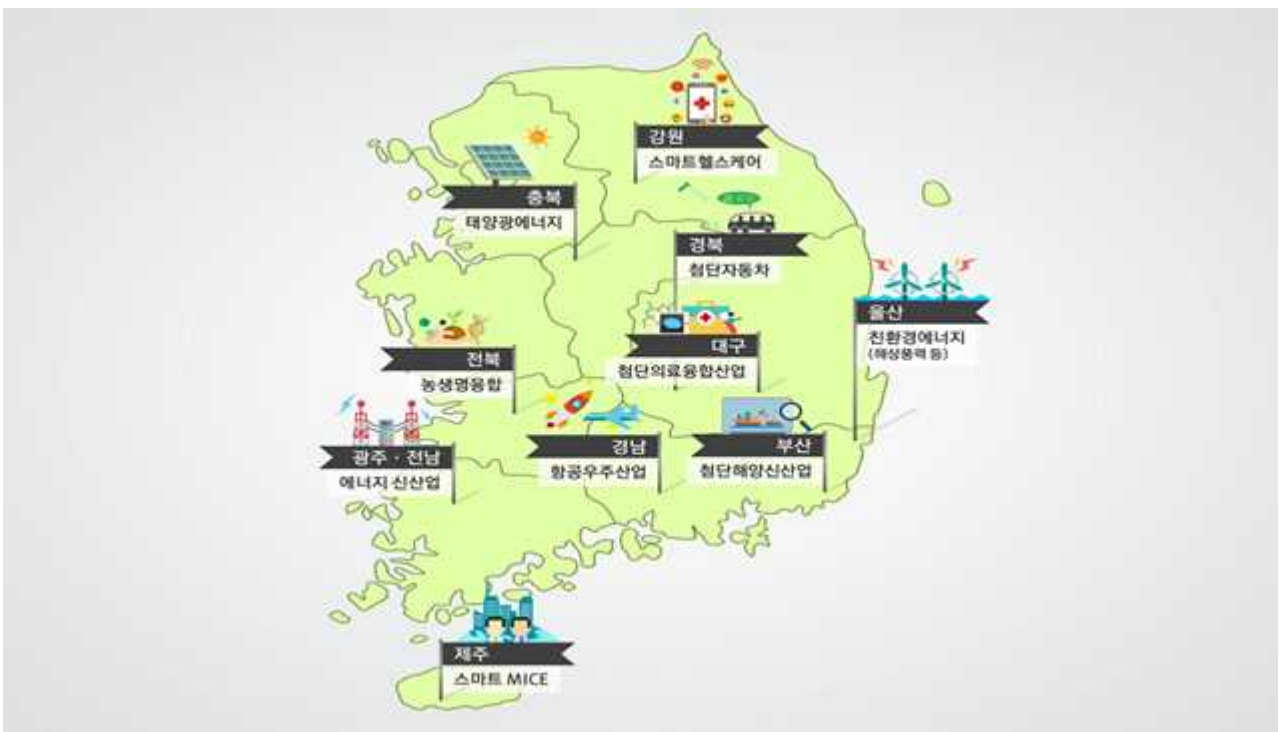 강원
스마트헬스케어
충북
태양광에너지
경북
첨단자동차
울산
친환경에너지
(해상풍력 등)
대구
첨단의료융합산업
전북
농생명융합
경남
항공우주산업
부산
첨단해양신산업
광주 · 전남
에너지 신산업
제주
스마트 MICE